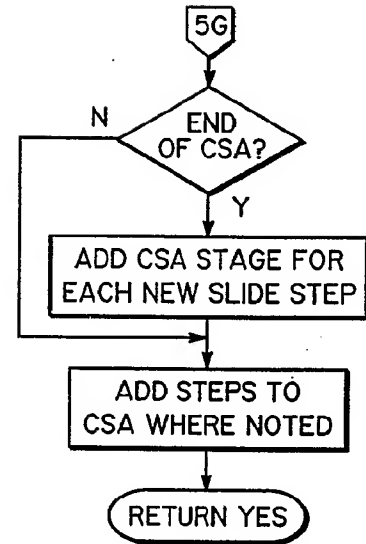 5G
END
OF CSA?
N
Y
ADD CSA STAGE FOR
EACH NEW SLIDE STEP
ADD STEPS TO
CSA WHERE NOTED
RETURN YES